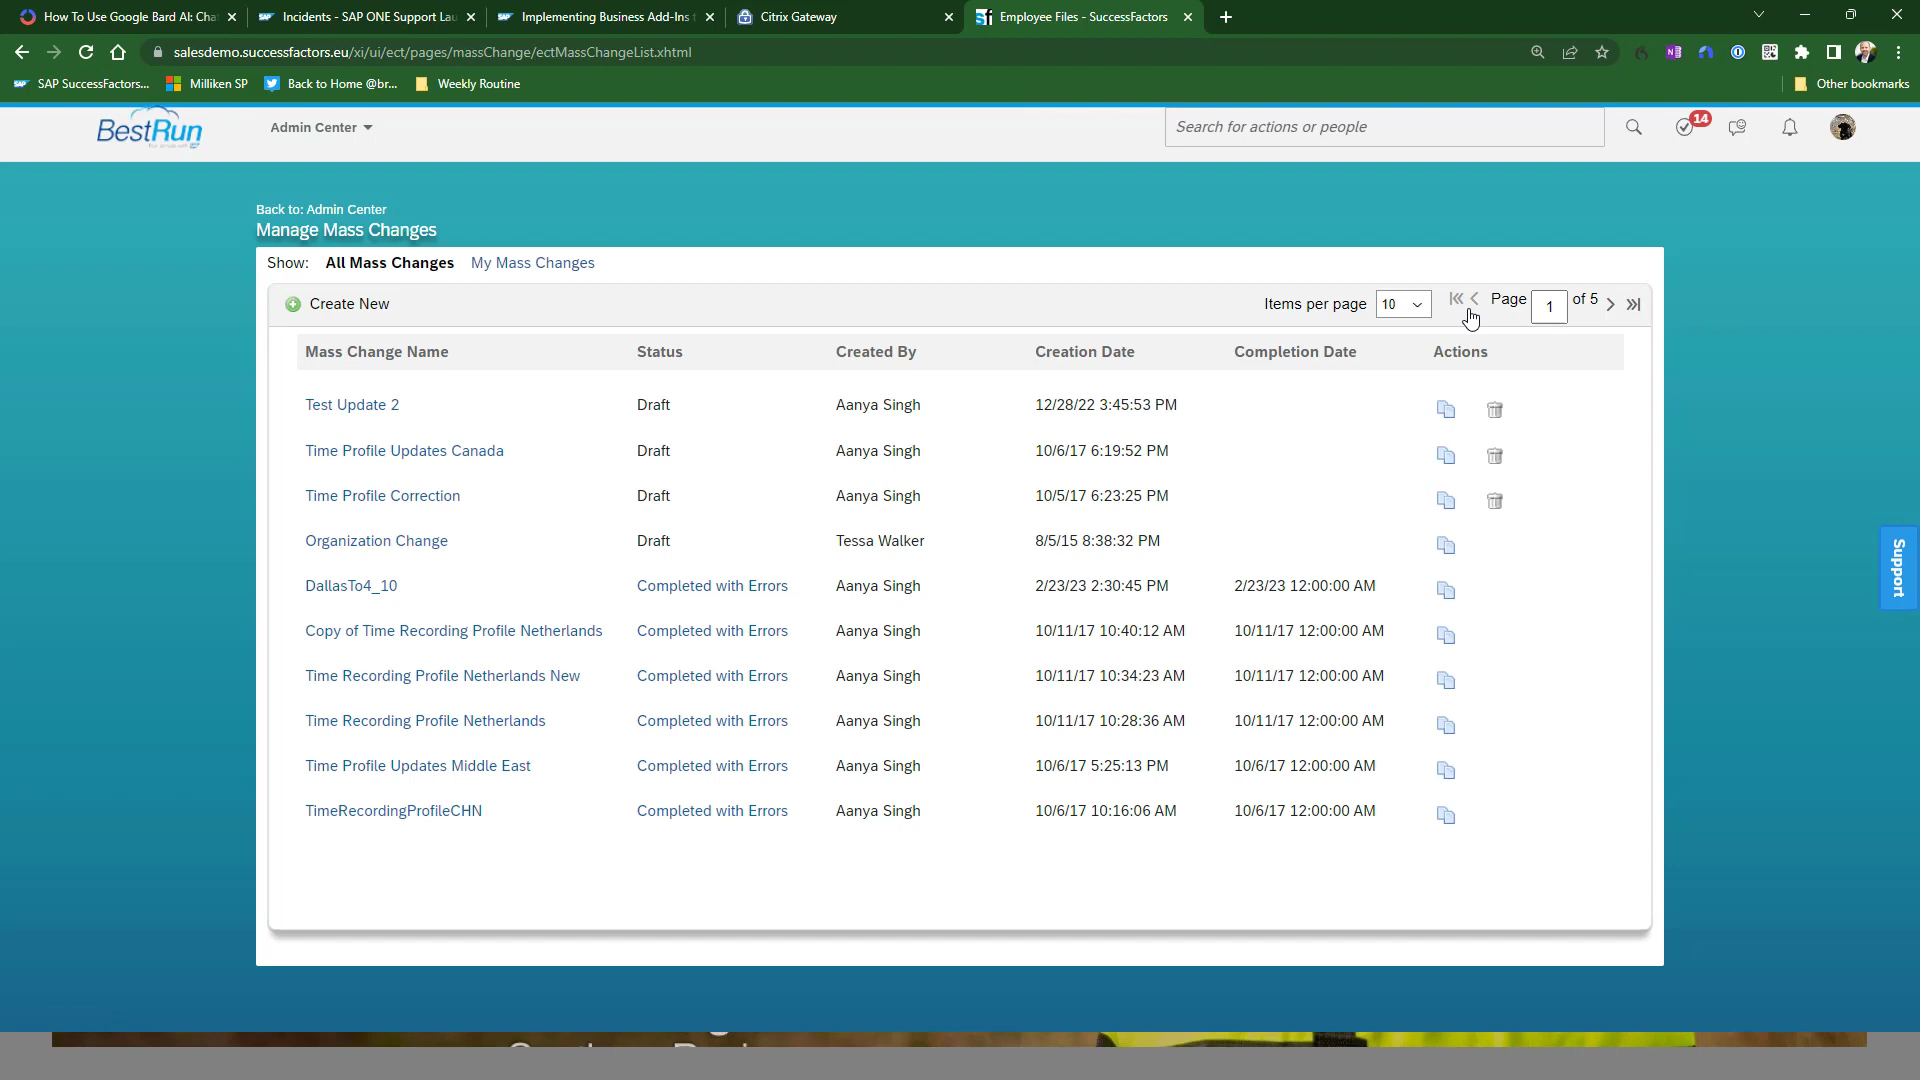 How To Use Google Bard AI: Cha
Incidents - SAP ONE Support Lau
Implementing Business Add-Ins
Citrix Gateway
Employee Files - SuccessFactors
salesdemo.successfactors.eu/xi/ui/ect/pages/massChange/ectMassChangeList.xhtml
SAP SuccessFactors...
Milliken SP
Back to Home @br...
Weekly Routine
Other bookmarks
BestRun
Admin Center
Search for actions or people
14
Back to: Admin Center
Manage Mass Changes
Show: All Mass Changes My Mass Changes
Create New
Items per page 10 Page 1 of 5
Mass Change Name Status Created By Creation Date Completion Date Actions
Test Update 2 Draft Aanya Singh 12/28/22 3:45:53 PM
Time Profile Updates Canada Draft Aanya Singh 10/6/17 6:19:52 PM
Time Profile Correction Draft Aanya Singh 10/5/17 6:23:25 PM
Organization Change Draft Tessa Walker 8/5/15 8:38:32 PM
DallasTo4_10 Completed with Errors Aanya Singh 2/23/23 2:30:45 PM 2/23/23 12:00:00 AM
Copy of Time Recording Profile Netherlands Completed with Errors Aanya Singh 10/11/17 10:40:12 AM 10/11/17 12:00:00 AM
Time Recording Profile Netherlands New Completed with Errors Aanya Singh 10/11/17 10:34:23 AM 10/11/17 12:00:00 AM
Time Recording Profile Netherlands Completed with Errors Aanya Singh 10/11/17 10:28:36 AM 10/11/17 12:00:00 AM
Time Profile Updates Middle East Completed with Errors Aanya Singh 10/6/17 5:25:13 PM 10/6/17 12:00:00 AM
TimeRecordingProfileCHN Completed with Errors Aanya Singh 10/6/17 10:16:06 AM 10/6/17 12:00:00 AM
Support